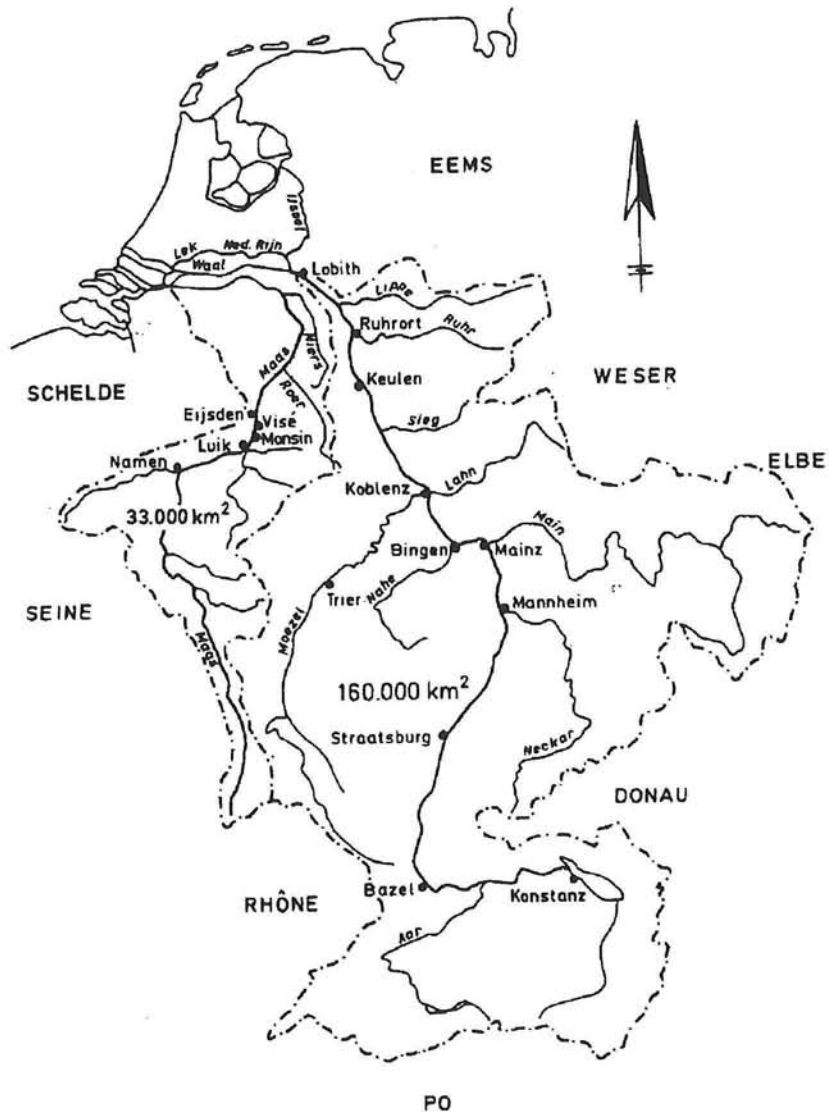 EEMS
IJssel
Lek
Ned. Rijn
Waal
Lobith
Lippe
Ruhrort
Ruhr
Niers
Maas
Roer
Keulen
SCHELDE
WESER
Eijsden
Visé
Monsin
Luik
Sieg
Namen
ELBE
Koblenz
Lahn
33.000 km²
Main
Bingen
Mainz
Trier
Nahe
Mannheim
SEINE
Moezel
Maas
160.000 km²
Straatsburg
Neckar
DONAU
Bazel
Konstanz
RHÔNE
Aar
PO